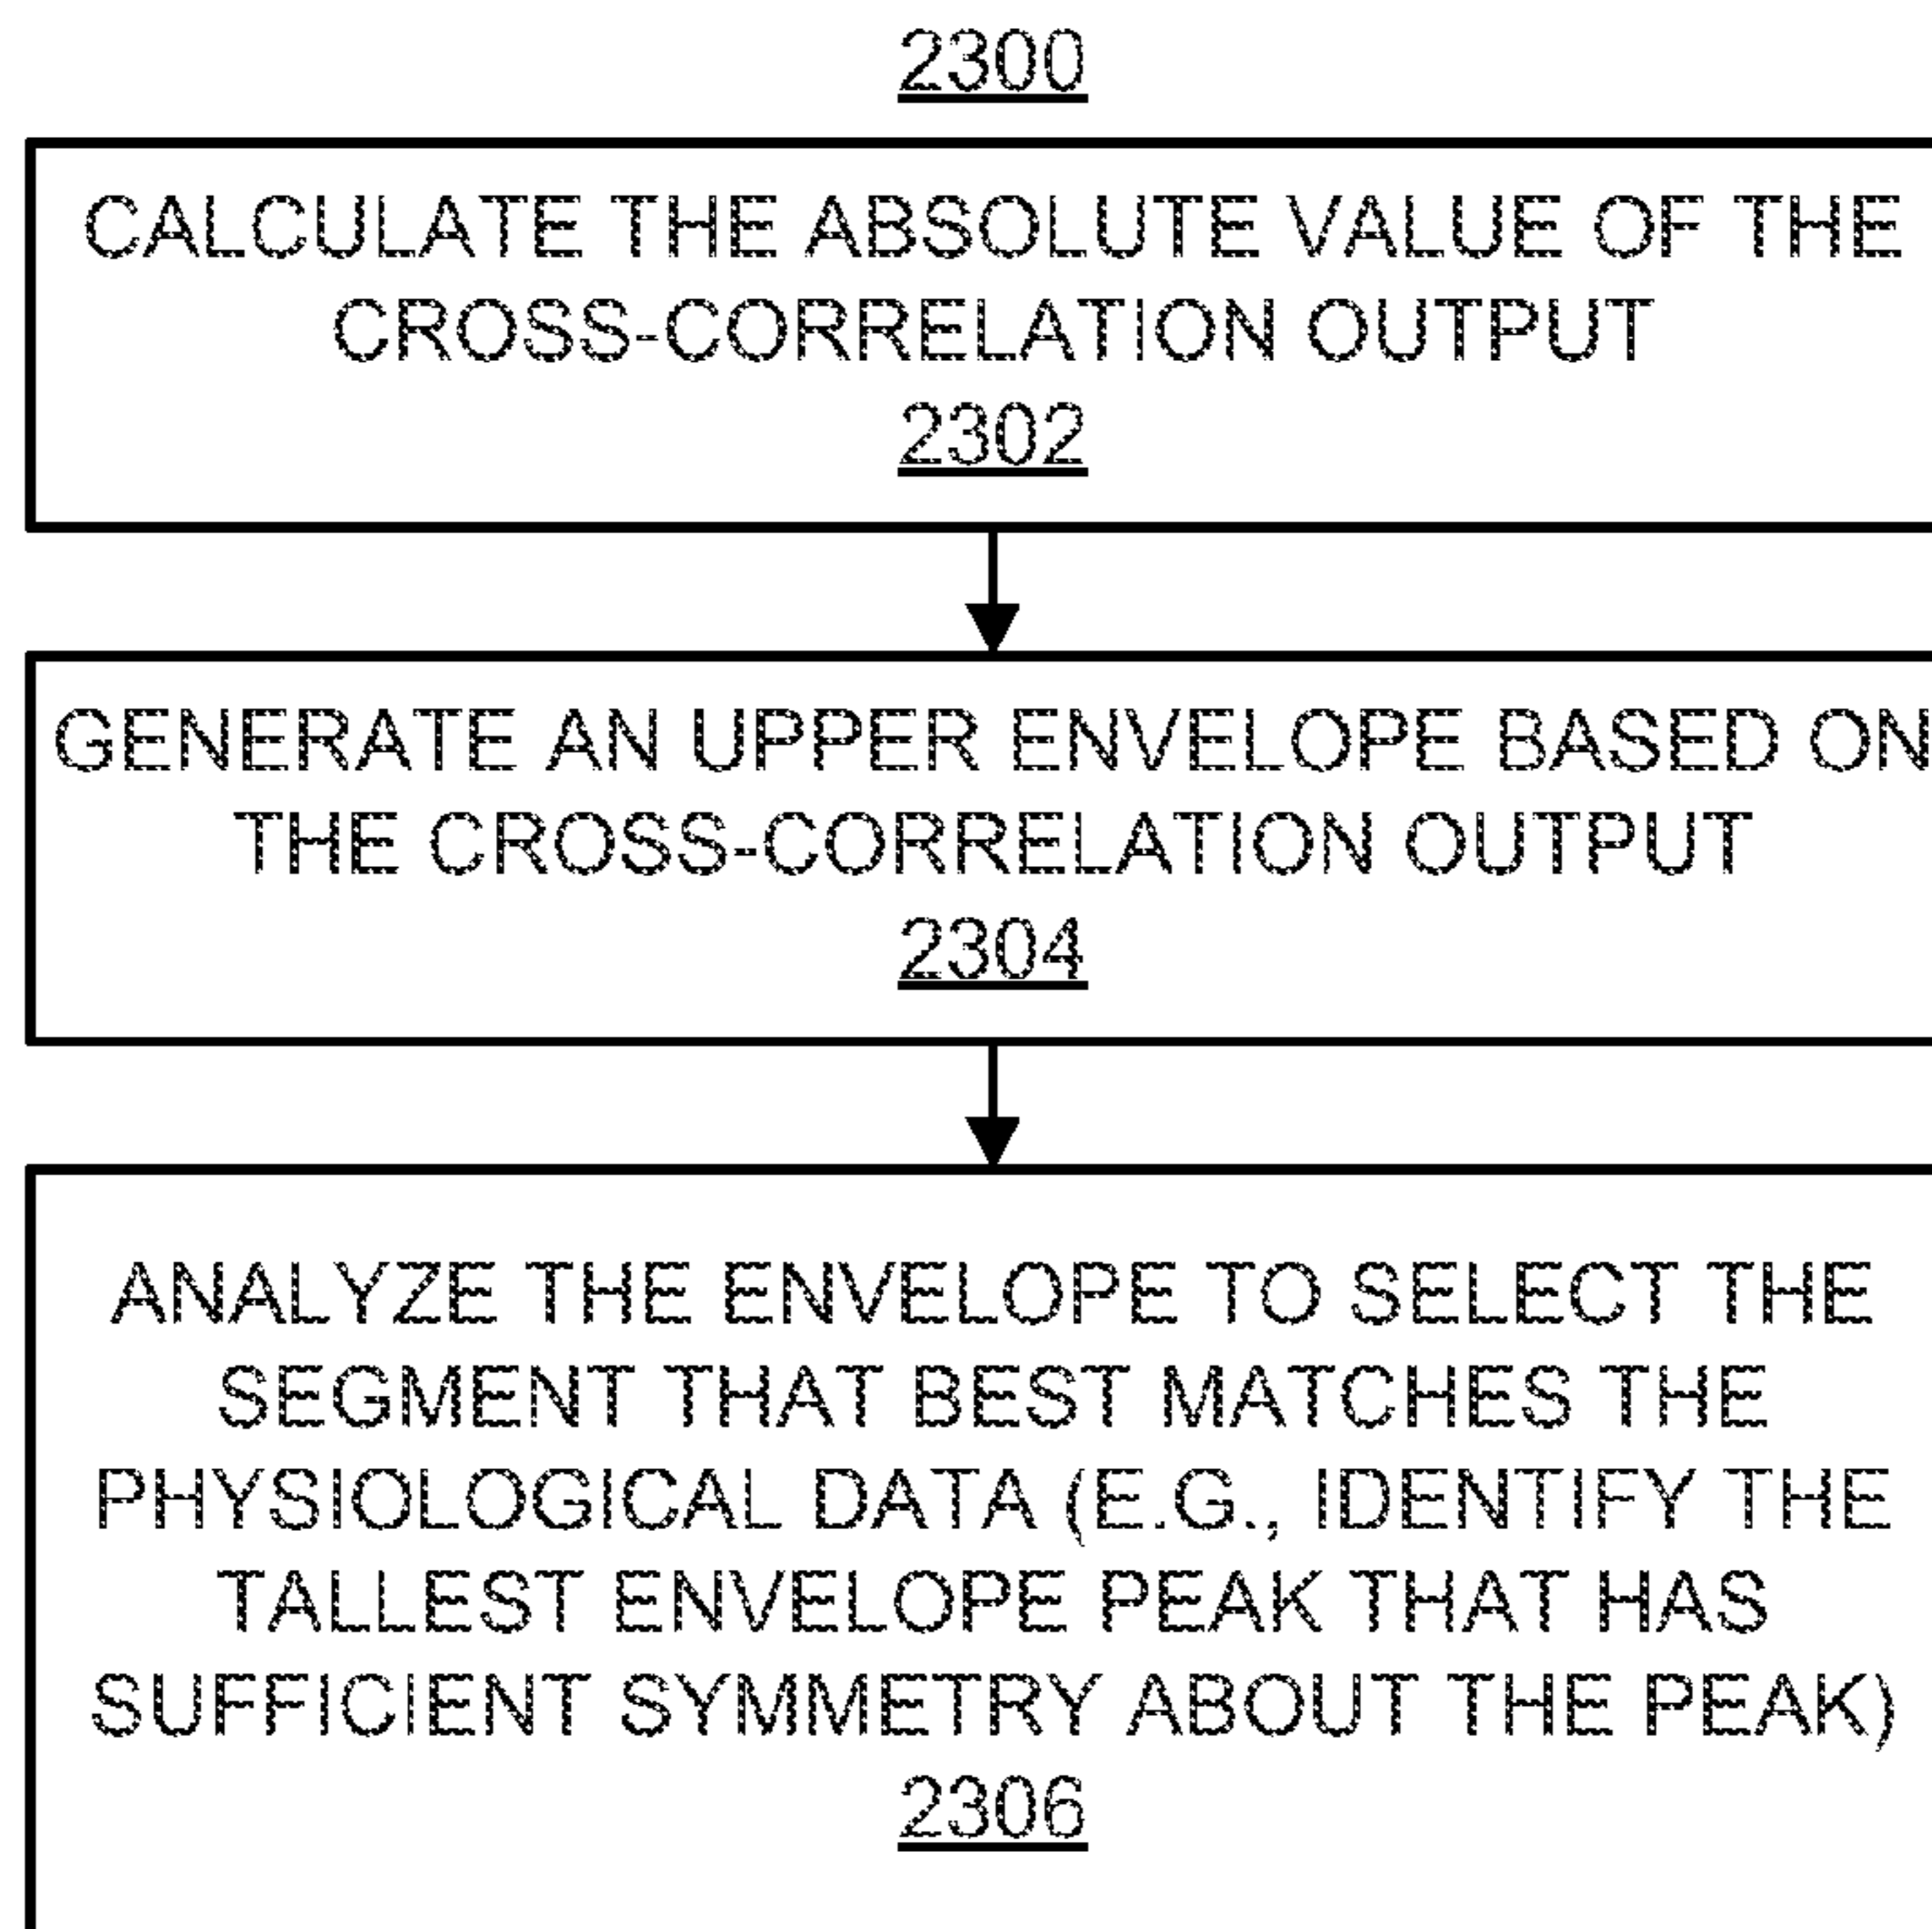 2300
CALCULATE THE ABSOLUTE VALUE OF THE
CROSS-CORRELATION OUTPUT
2302
GENERATE AN UPPER ENVELOPE BASED ON
THE CROSS-CORRELATION OUTPUT
2304
ANALYZE THE ENVELOPE TO SELECT THE
SEGMENT THAT BEST MATCHES THE
PHYSIOLOGICAL DATA (E.G., IDENTIFY THE
TALLEST ENVELOPE PEAK THAT HAS
SUFFICIENT SYMMETRY ABOUT THE PEAK)
2306